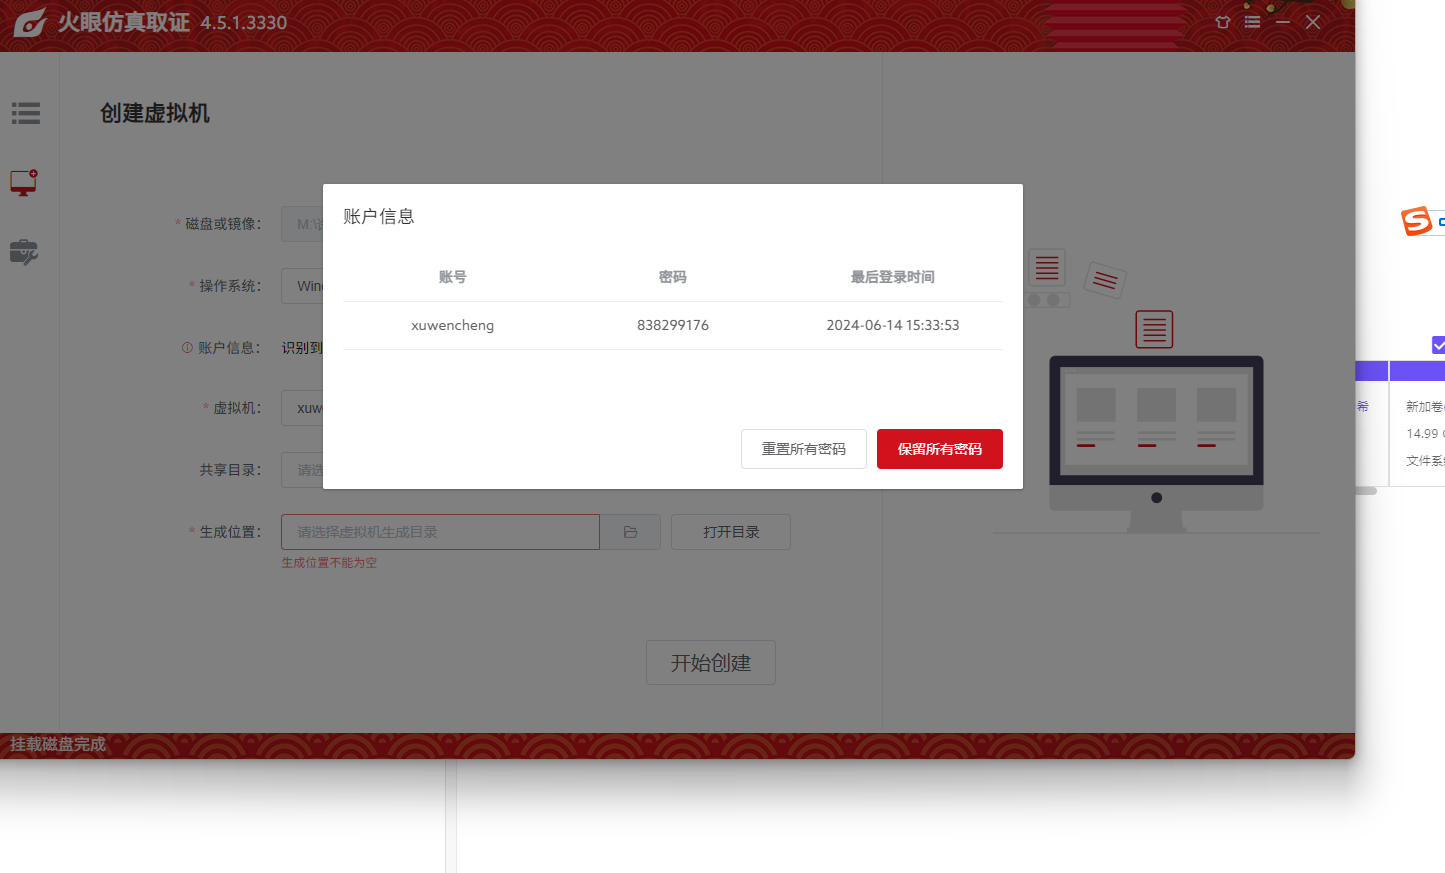 火眼仿真取证 4.5.1.3330
创建虚拟机
* 磁盘或镜像： M:\
* 操作系统： Wind
账户信息： 识别到
* 虚拟机： xuw
共享目录： 请选
* 生成位置： 请选择虚拟机生成目录 打开目录
生成位置不能为空
开始创建
挂载磁盘完成
账户信息
账号 密码 最后登录时间
xuwencheng 838299176 2024-06-14 15:33:53
重置所有密码 保留所有密码
希
新加卷
14.99
文件系